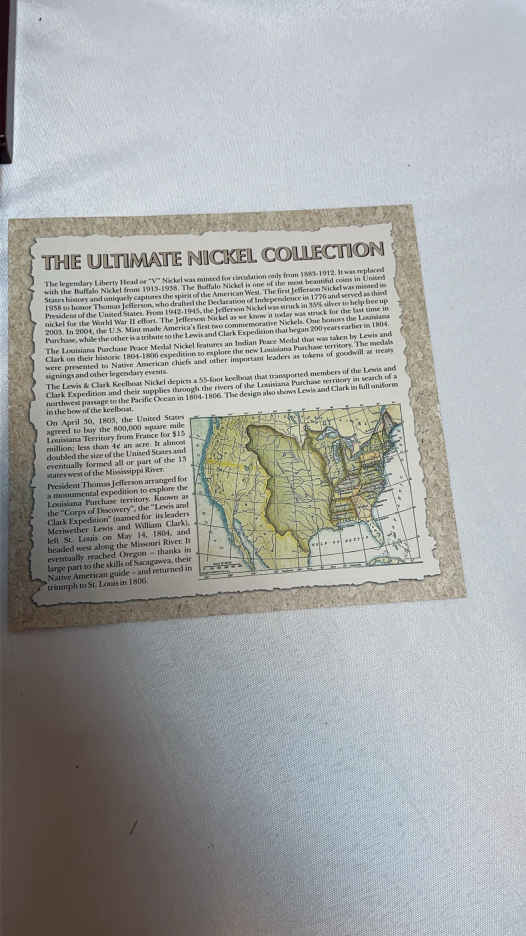 THE ULTIMATE NICKEL COLLECTION
The legendary Liberty Head or "V" Nickel was minted for circulation only from 1883-1912. It was replaced
with the Buffalo Nickel from 1913-1938. The Buffalo Nickel is one of the most beautiful coins in United
States history and uniquely captures the spirit of the American West. The first Jefferson Nickel was minted in
1938 to honor Thomas Jefferson, who drafted the Declaration of Independence in 1776 and served as third
President of the United States. From 1942-1945, the Jefferson Nickel was struck in 35% silver to help free up
nickel for the World War II effort. The Jefferson Nickel as we know it today was struck for the last time in
2003. In 2004, the U.S. Mint made America's first two commemorative Nickels. One honors the Louisiana
Purchase, while the other is a tribute to the Lewis and Clark Expedition that began 200 years earlier in 1804.
The Louisiana Purchase Peace Medal Nickel features an Indian Peace Medal that was taken by Lewis and
Clark on their historic 1804-1806 expedition to explore the new Louisiana Purchase territory. The medals
were presented to Native American chiefs and other important leaders as tokens of goodwill at treaty
signings and other legendary events.
The Lewis & Clark Keelboat Nickel depicts a 55-foot keelboat that transported members of the Lewis and
Clark Expedition and their supplies through the rivers of the Louisiana Purchase territory in search of a
northwest passage to the Pacific Ocean in 1804-1806. The design also shows Lewis and Clark in full uniform
in the bow of the keelboat.
On April 30, 1803, the United States
agreed to buy the 800,000 square mile
Louisiana Territory from France for $15
million; less than 4¢ an acre. It almost
doubled the size of the United States and
eventually formed all or part of the 13
states west of the Mississippi River.
President Thomas Jefferson arranged for
a monumental expedition to explore the
Louisiana Purchase territory. Known as
the "Corps of Discovery", the "Lewis and
Clark Expedition" (named for its leaders
Meriwether Lewis and William Clark),
left St. Louis on May 14, 1804, and
headed west along the Missouri River. It
eventually reached Oregon – thanks in
large part to the skills of Sacagawea, their
Native American guide – and returned in
triumph to St. Louis in 1806.
GULF OF